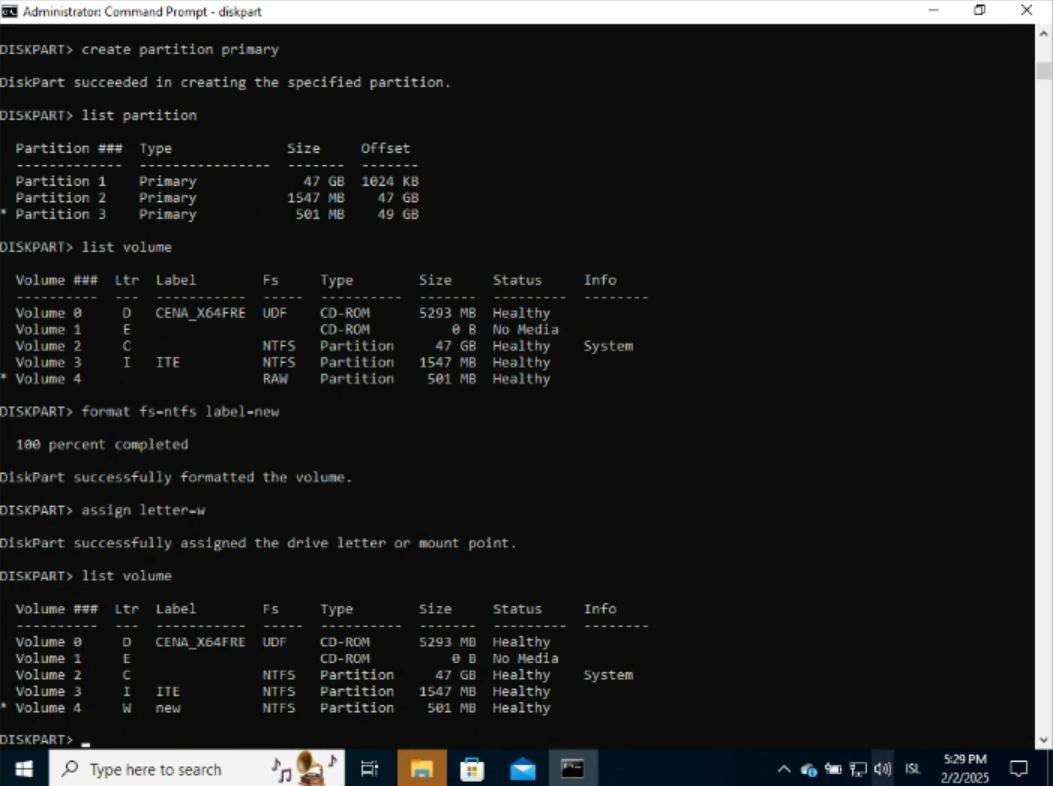 Administrator: Command Prompt - diskpart
DISKPART> create partition primary
DiskPart succeeded in creating the specified partition.
DISKPART> list partition
  Partition ###  Type              Size     Offset
  -------------  ----------------  -------  -------
  Partition 1    Primary             47 GB  1024 KB
  Partition 2    Primary           1547 MB    47 GB
* Partition 3    Primary            501 MB    49 GB
DISKPART> list volume
  Volume ###  Ltr  Label        Fs     Type        Size     Status     Info
  ----------  ---  -----------  -----  ----------  -------  ---------  --------
  Volume 0     D   CENA_X64FRE  UDF    CD-ROM      5293 MB  Healthy
  Volume 1     E                       CD-ROM         0 B  No Media
  Volume 2     C                NTFS   Partition     47 GB  Healthy    System
  Volume 3     I   ITE          NTFS   Partition   1547 MB  Healthy
* Volume 4                      RAW    Partition    501 MB  Healthy
DISKPART> format fs=ntfs label=new
  100 percent completed
DiskPart successfully formatted the volume.
DISKPART> assign letter=w
DiskPart successfully assigned the drive letter or mount point.
DISKPART> list volume
  Volume ###  Ltr  Label        Fs     Type        Size     Status     Info
  ----------  ---  -----------  -----  ----------  -------  ---------  --------
  Volume 0     D   CENA_X64FRE  UDF    CD-ROM      5293 MB  Healthy
  Volume 1     E                       CD-ROM         0 B  No Media
  Volume 2     C                NTFS   Partition     47 GB  Healthy    System
  Volume 3     I   ITE          NTFS   Partition   1547 MB  Healthy
* Volume 4     W   new          NTFS   Partition    501 MB  Healthy
DISKPART> _
Type here to search
ISL
5:29 PM
2/2/2025